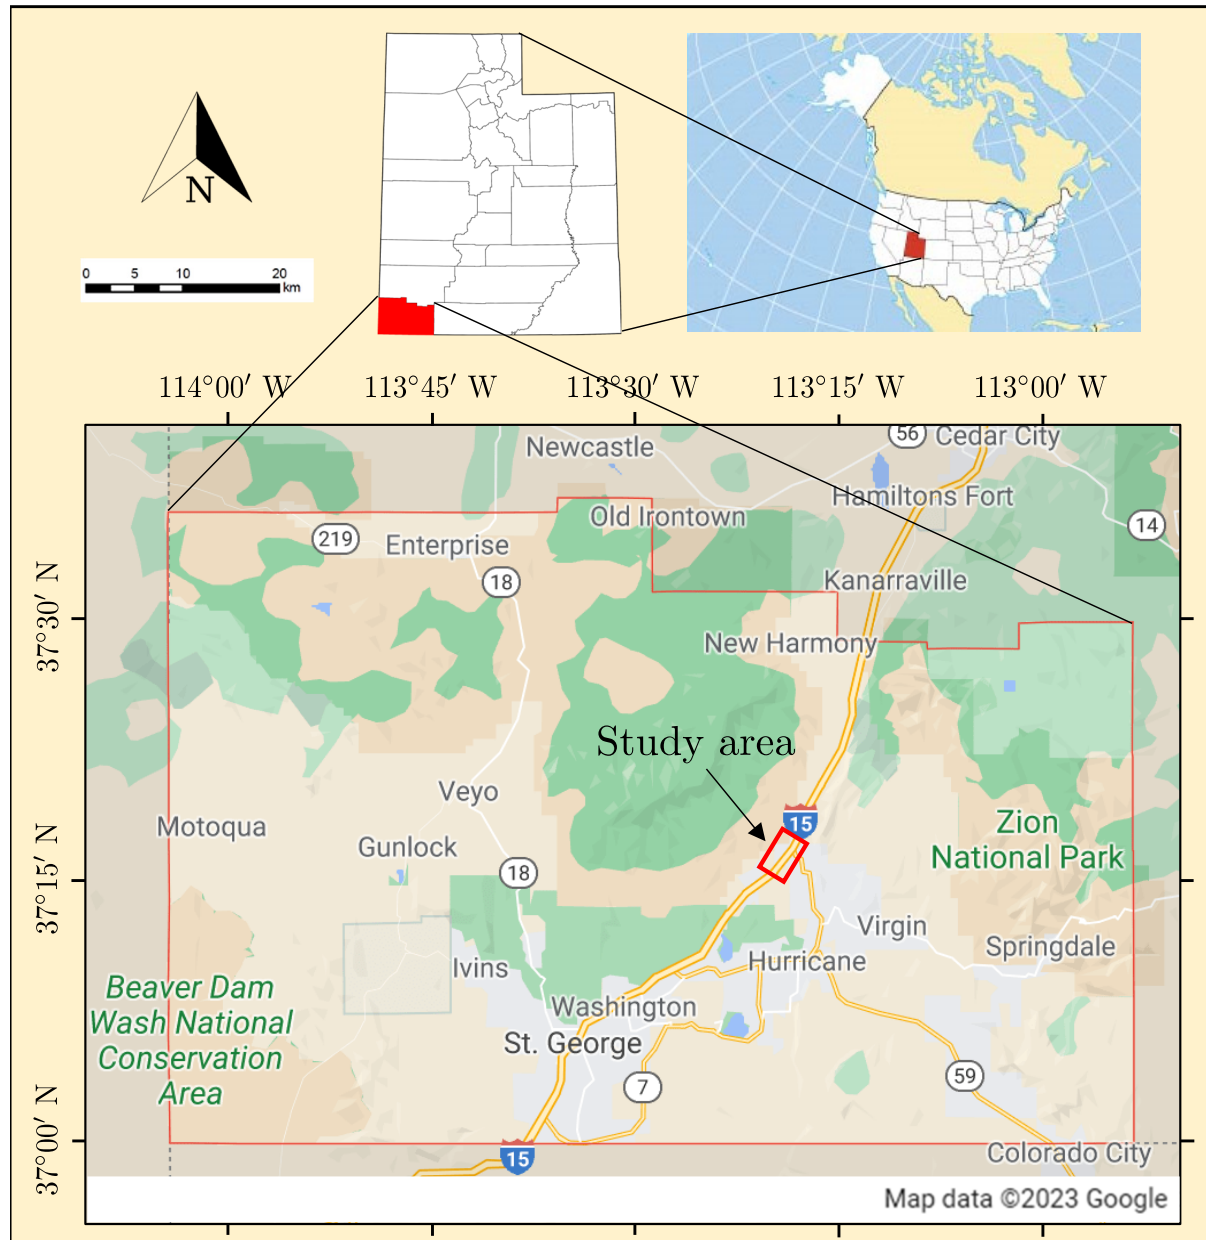 N
0 5 10 20
km
114°00′ W 113°45′ W 113°30′ W 113°15′ W 113°00′ W
37°30′ N
37°15′ N
37°00′ N
56
Cedar City
Newcastle
Hamiltons Fort
Old Irontown
14
219
Enterprise
18
Kanarraville
New Harmony
Study area
Veyo
15
Zion
National Park
Motoqua
Gunlock
18
Virgin
Springdale
Ivins
Hurricane
Beaver Dam
Wash National
Conservation
Area
Washington
St. George
7
59
15
Colorado City
Map data ©2023 Google